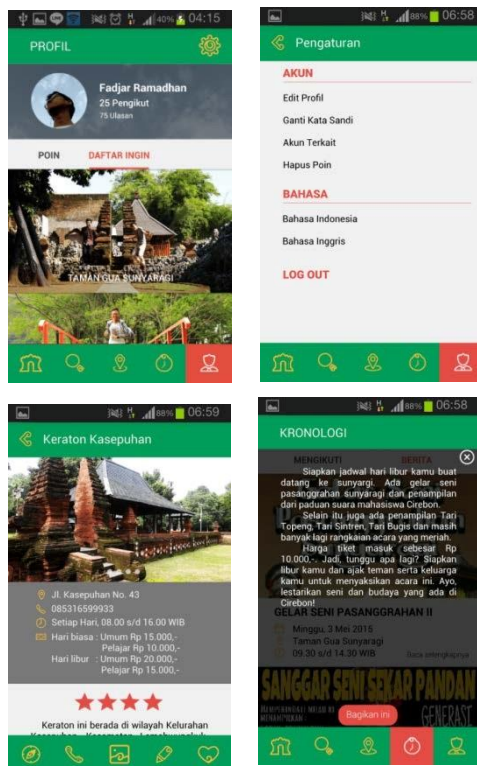 40% 04:15
PROFIL
Fadjar Ramadhan
25 Pengikut
75 Ulasan
POIN DAFTAR INGIN
TAMAN GUA SUNYARAGI
88% 06:58
Pengaturan
AKUN
Edit Profil
Ganti Kata Sandi
Akun Terkait
Hapus Poin
BAHASA
Bahasa Indonesia
Bahasa Inggris
LOG OUT
88% 06:59
Keraton Kasepuhan
Jl. Kasepuhan No. 43
085316599933
Setiap Hari, 08.00 s/d 16.00 WIB
Hari biasa : Umum Rp 15.000,-
Pelajar Rp 10.000,-
Hari libur : Umum Rp 20.000,-
Pelajar Rp 15.000,-
Keraton ini berada di wilayah Kelurahan
88% 06:58
KRONOLOGI
MENGIKUTI BERITA
Siapkan jadwal hari libur kamu buat
datang ke sunyargi. Ada gelar seni
pasanggrahan sunyaragi dan penampilan
dari paduan suara mahasiswa Cirebon.
Selain itu juga ada penampilan Tari
Topeng, Tari Sintren, Tari Bugis dan masih
banyak lagi rangkaian acara yang meriah.
Harga tiket masuk sebesar Rp
10.000,-. Jadi, tunggu apa lagi? Siapkan
libur kamu dan ajak teman serta keluarga
kamu untuk menyaksikan acara ini. Ayo,
lestarikan seni dan budaya yang ada di
Cirebon!
GELAR SENI PASANGGRAHAN II
Minggu, 3 Mei 2015
Taman Gua Sunyaragi
09.30 s/d 14.30 WIB Baca selengkapnya
SANGGAR SENI SEKAR PANDAN
Bagikan ini
GENERASI